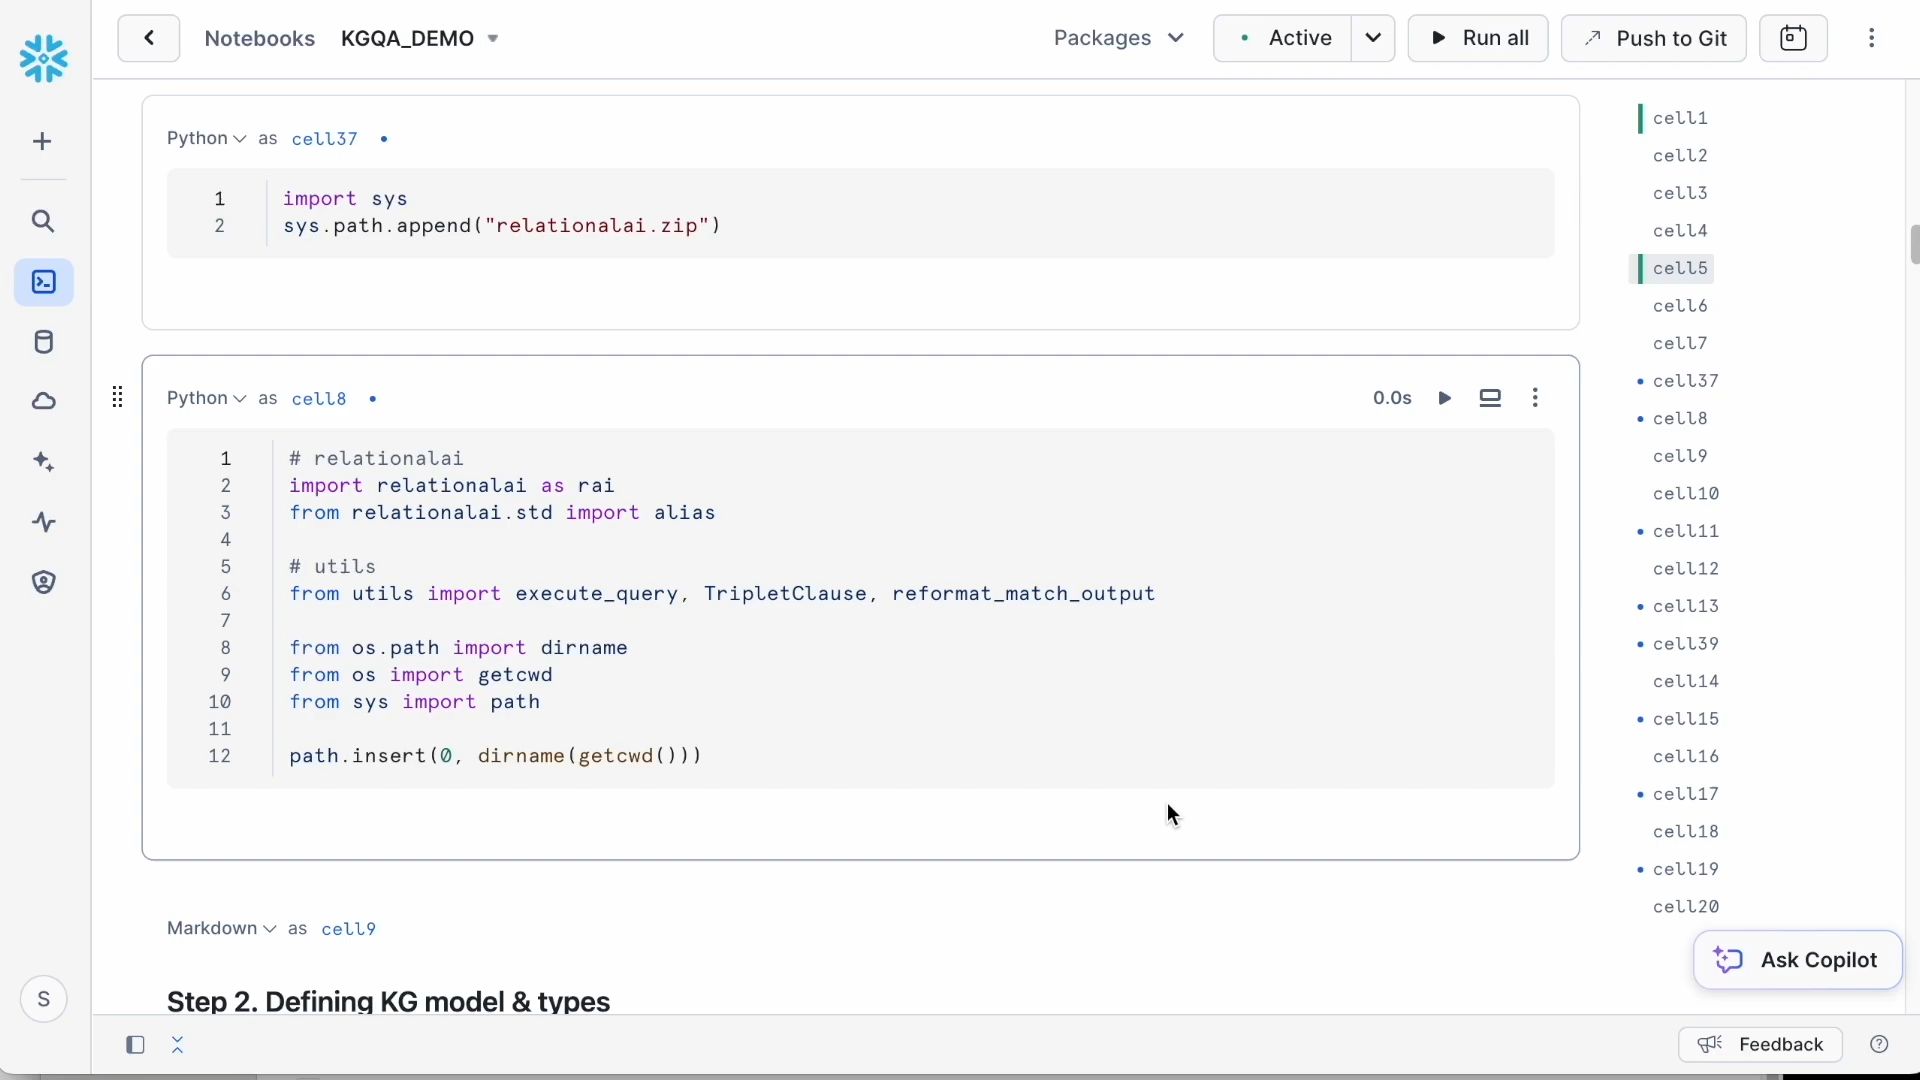 Notebooks KGQA_DEMO
Packages
Active
Run all
Push to Git
Python as cell37
1 import sys
2 sys.path.append("relationalai.zip")
Python as cell8
0.0s
1 # relationalai
2 import relationalai as rai
3 from relationalai.std import alias
4
5 # utils
6 from utils import execute_query, TripletClause, reformat_match_output
7
8 from os.path import dirname
9 from os import getcwd
10 from sys import path
11
12 path.insert(0, dirname(getcwd()))
Markdown as cell9
Step 2. Defining KG model & types
cell1
cell2
cell3
cell4
cell5
cell6
cell7
cell37
cell8
cell9
cell10
cell11
cell12
cell13
cell39
cell14
cell15
cell16
cell17
cell18
cell19
cell20
Ask Copilot
S
Feedback